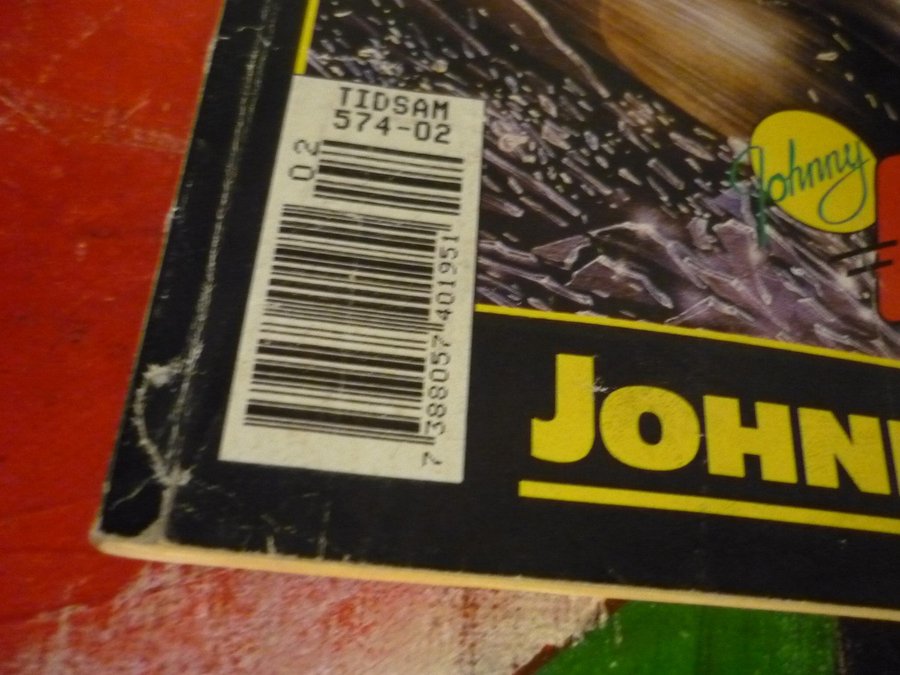 TIDSAM
574-02
02
7 388057 401951
Johnny
JOHN